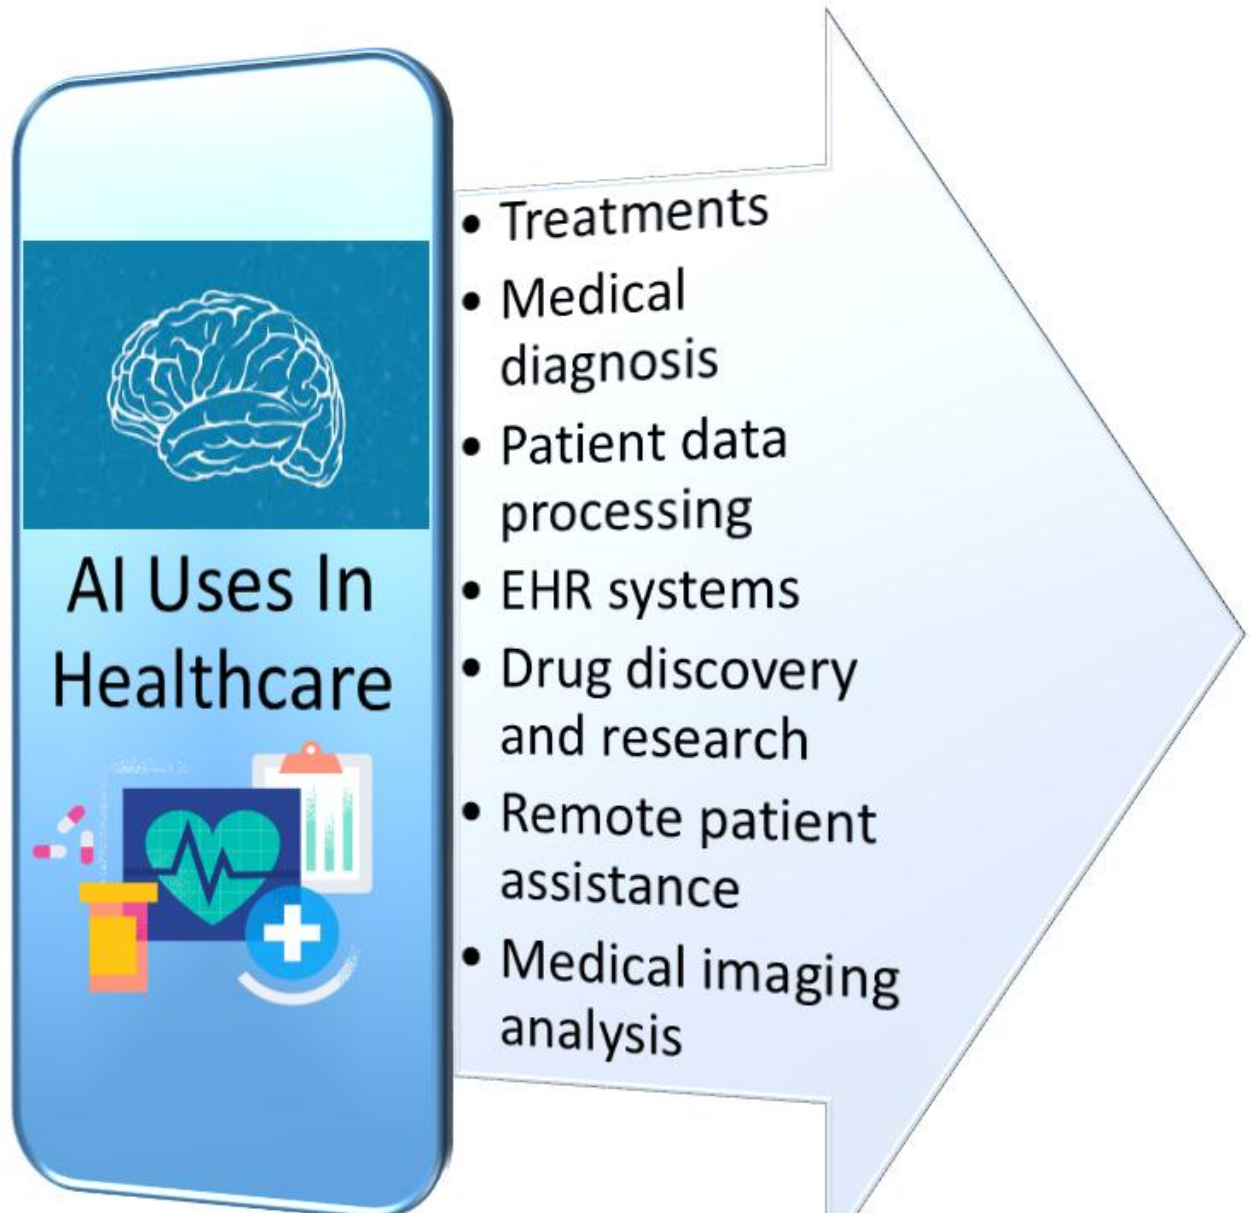 AI Uses In
Healthcare
• Treatments
• Medical
diagnosis
• Patient data
processing
• EHR systems
• Drug discovery
and research
• Remote patient
assistance
• Medical imaging
analysis